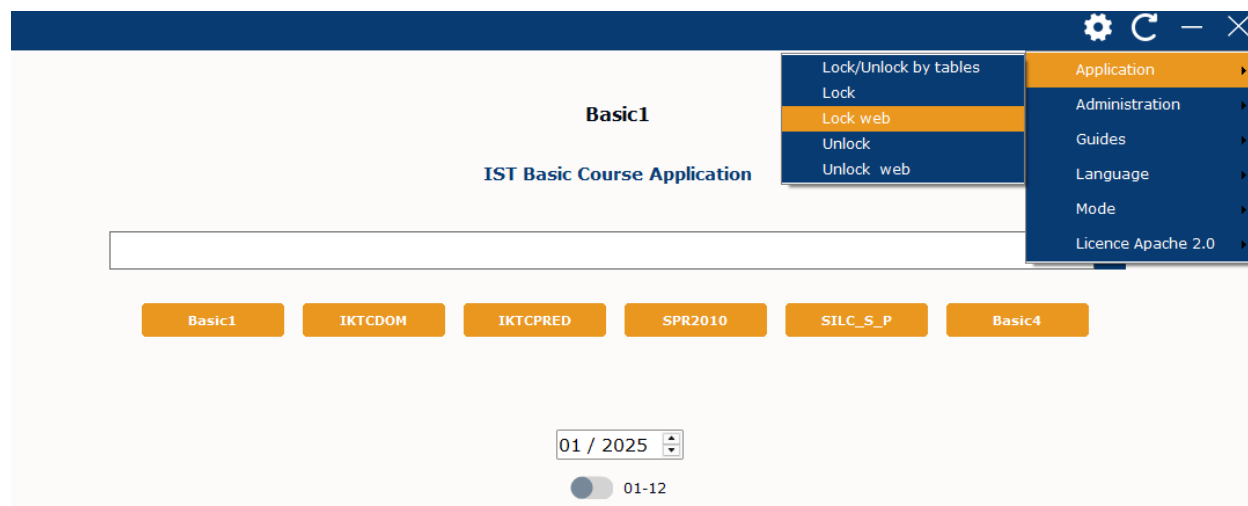 Lock/Unlock by tables
Lock
Lock web
Unlock
Unlock web
Application
Administration
Guides
Language
Mode
Licence Apache 2.0
Basic1
IST Basic Course Application
Basic1 IKTCDOM IKTCPRED SPR2010 SILC_S_P Basic4
01 / 2025
01-12